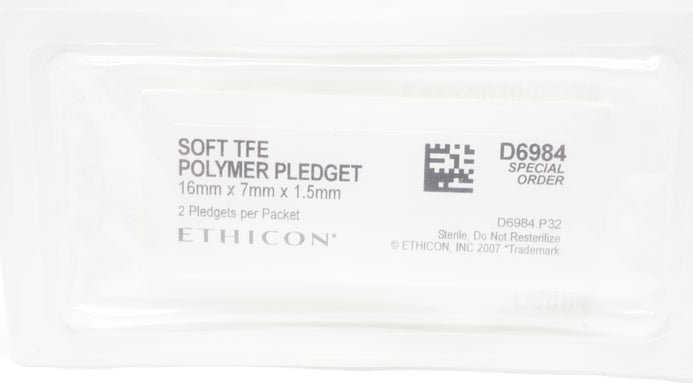 SOFT TFE
POLYMER PLEDGET
16mm x 7mm x 1.5mm
2 Pledgets per Packet
ETHICON*
D6984
SPECIAL
ORDER
D6984.P32
Sterile, Do Not Resterilize
© ETHICON, INC 2007 *Trademark